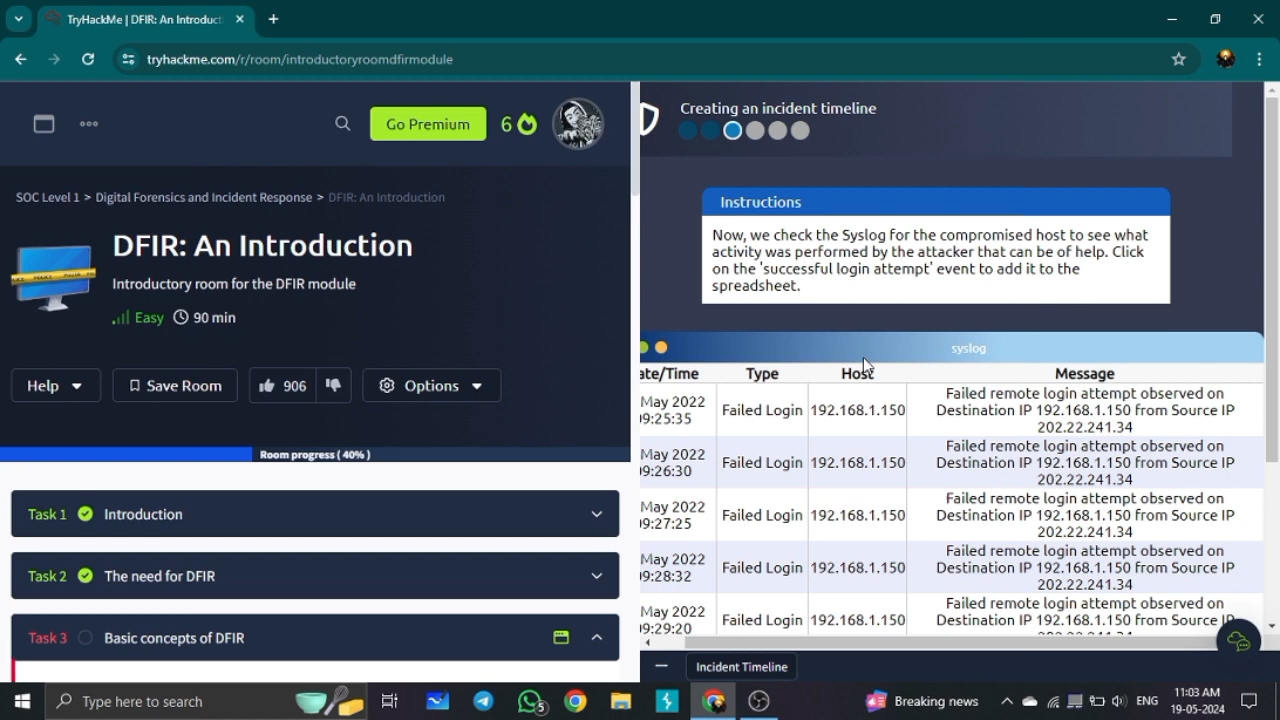 TryHackMe | DFIR: An Introduct
tryhackme.com/r/room/introductoryroomdfirmodule
Go Premium
6
SOC Level 1 > Digital Forensics and Incident Response > DFIR: An Introduction
DFIR: An Introduction
Introductory room for the DFIR module
Easy 90 min
Help
Save Room
906
Options
Room progress ( 40% )
Task 1 Introduction
Task 2 The need for DFIR
Task 3 Basic concepts of DFIR
Creating an incident timeline
Instructions
Now, we check the Syslog for the compromised host to see what
activity was performed by the attacker that can be of help. Click
on the 'successful login attempt' event to add it to the
spreadsheet.
syslog
ate/Time Type Host Message
May 2022
09:25:35
Failed Login
192.168.1.150
Failed remote login attempt observed on
Destination IP 192.168.1.150 from Source IP
202.22.241.34
May 2022
09:26:30
Failed Login
192.168.1.150
Failed remote login attempt observed on
Destination IP 192.168.1.150 from Source IP
202.22.241.34
May 2022
09:27:25
Failed Login
192.168.1.150
Failed remote login attempt observed on
Destination IP 192.168.1.150 from Source IP
202.22.241.34
May 2022
09:28:32
Failed Login
192.168.1.150
Failed remote login attempt observed on
Destination IP 192.168.1.150 from Source IP
202.22.241.34
May 2022
09:29:20
Failed Login
192.168.1.150
Failed remote login attempt observed on
Destination IP 192.168.1.150 from Source IP
Incident Timeline
Type here to search
5
Breaking news
ENG
11:03 AM
19-05-2024